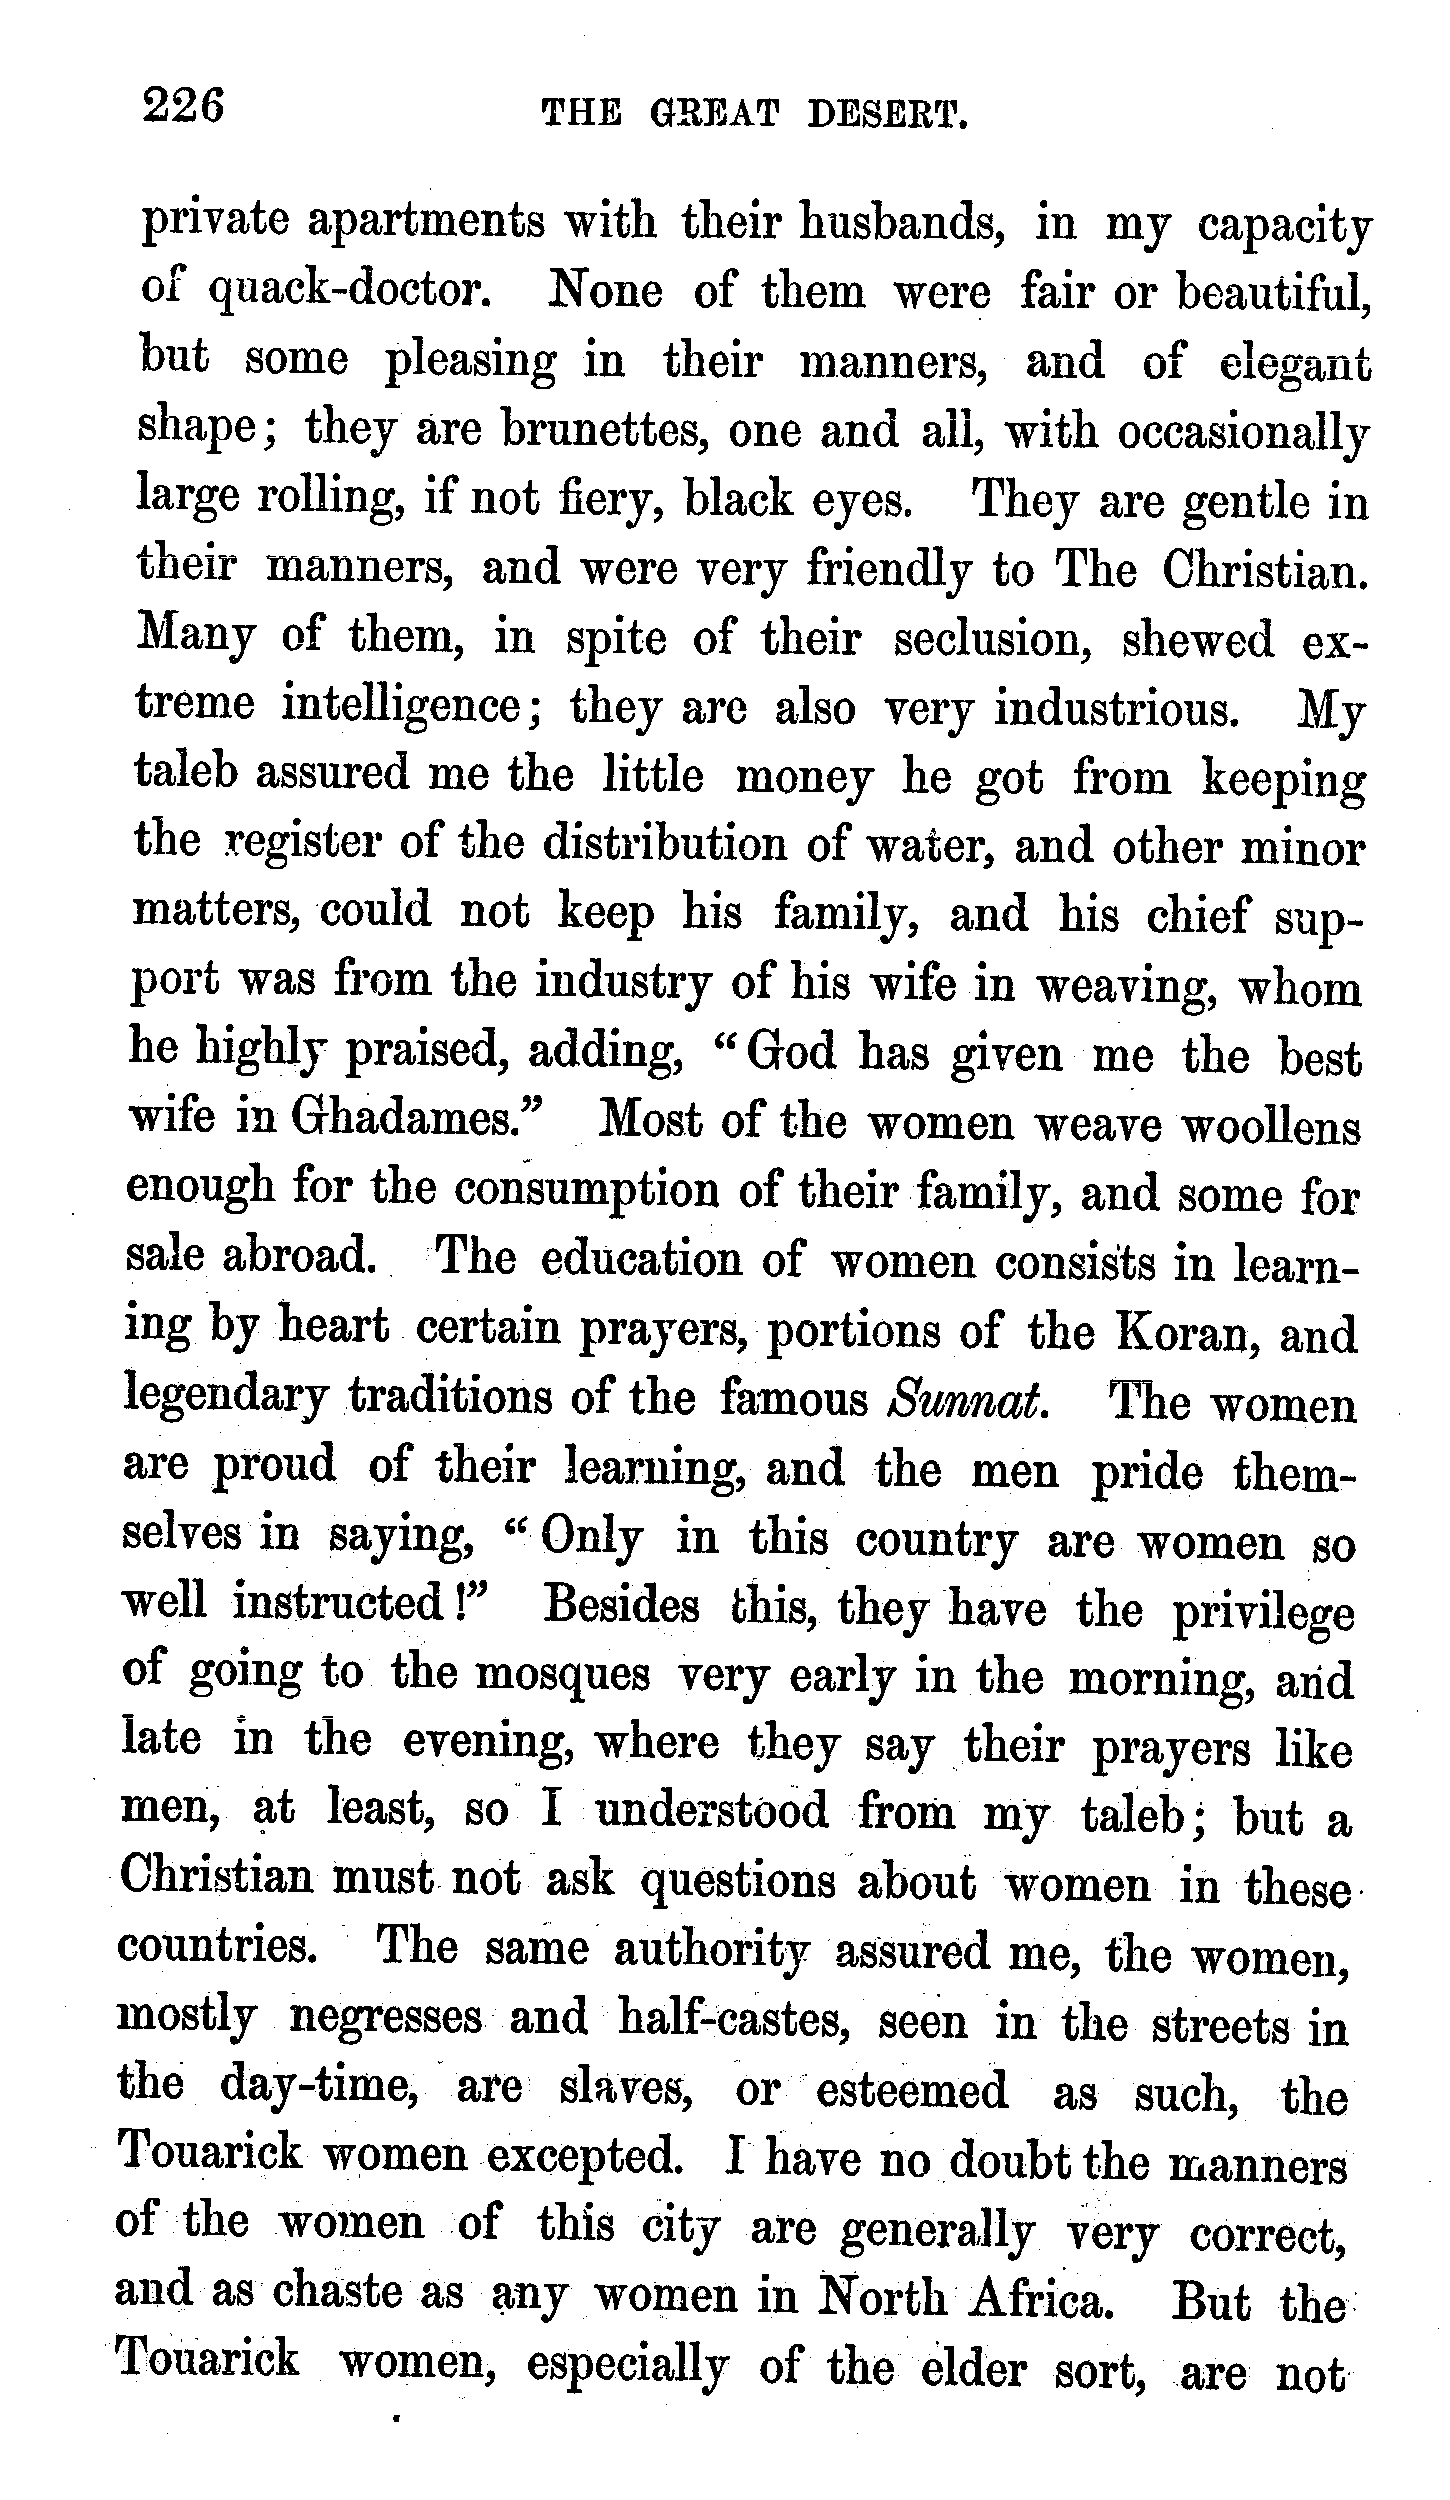 226 THE GREAT DESERT.
private apartments with their husbands, in my capacity
of quack-doctor. None of them were fair or beautiful,
but some pleasing in their manners, and of elegant
shape; they are brunettes, one and all, with occasionally
large rolling, if not fiery, black eyes. They are gentle in
their manners, and were very friendly to The Christian.
Many of them, in spite of their seclusion, shewed ex-
treme intelligence; they are also very industrious. My
taleb assured me the little money he got from keeping
the register of the distribution of water, and other minor
matters, could not keep his family, and his chief sup-
port was from the industry of his wife in weaving, whom
he highly praised, adding, “God has given me the best
wife in Ghadames.” Most of the women weave woollens
enough for the consumption of their family, and some for
sale abroad. The education of women consists in learn-
ing by heart certain prayers, portions of the Koran, and
legendary traditions of the famous Sunnat. The women
are proud of their learning, and the men pride them-
selves in saying, “Only in this country are women so
well instructed!” Besides this, they have the privilege
of going to the mosques very early in the morning, and
late in the evening, where they say their prayers like
men, at least, so I understood from my taleb; but a
Christian must not ask questions about women in these
countries. The same authority assured me, the women,
mostly negresses and half-castes, seen in the streets in
the day-time, are slaves, or esteemed as such, the
Touarick women excepted. I have no doubt the manners
of the women of this city are generally very correct,
and as chaste as any women in North Africa. But the
Touarick women, especially of the elder sort, are not